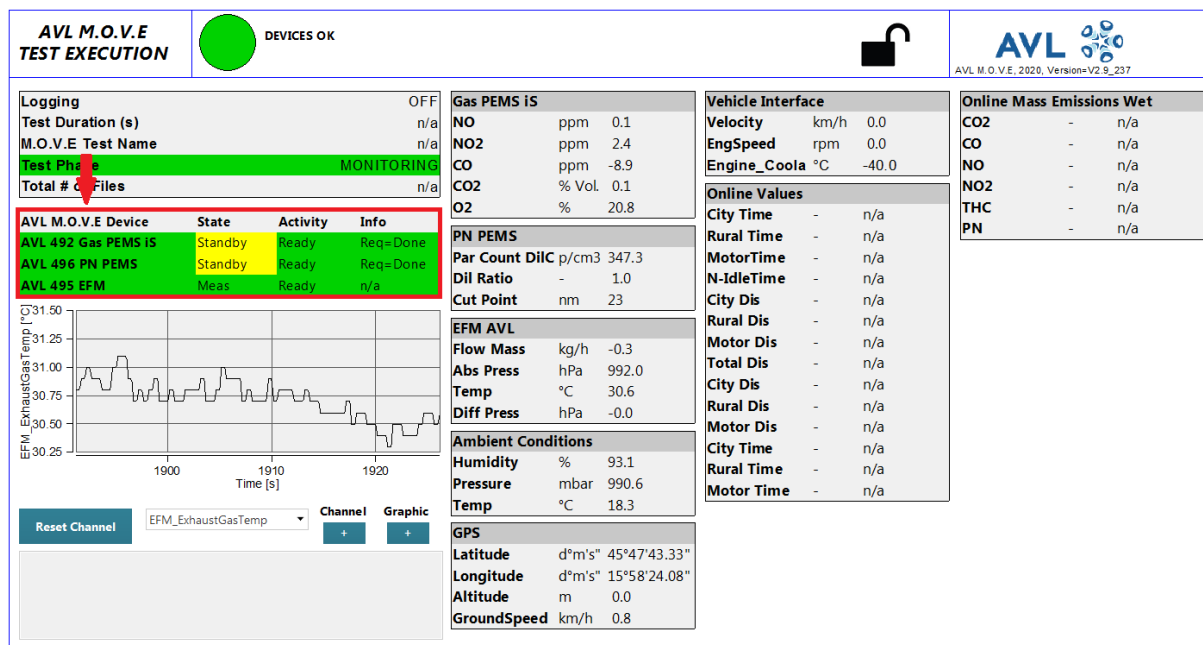 AVL M.O.V.E
TEST EXECUTION
DEVICES OK
AVL
AVL M.O.V.E, 2020, Version=V2.9_237
Logging OFF
Test Duration (s) n/a
M.O.V.E Test Name n/a
Test Phase MONITORING
Total # of Files n/a
AVL M.O.V.E Device State Activity Info
AVL 492 Gas PEMS iS Standby Ready Req=Done
AVL 496 PN PEMS Standby Ready Req=Done
AVL 495 EFM Meas Ready n/a
EFM_ExhaustGasTemp [°C]
31.50
31.25
31.00
30.75
30.50
30.25
1900 1910 1920
Time [s]
Reset Channel
EFM_ExhaustGasTemp
Channel Graphic
+ +
Gas PEMS iS
NO ppm 0.1
NO2 ppm 2.4
CO ppm -8.9
CO2 % Vol. 0.1
O2 % 20.8
PN PEMS
Par Count DilC p/cm3 347.3
Dil Ratio - 1.0
Cut Point nm 23
EFM AVL
Flow Mass kg/h -0.3
Abs Press hPa 992.0
Temp °C 30.6
Diff Press hPa -0.0
Ambient Conditions
Humidity % 93.1
Pressure mbar 990.6
Temp °C 18.3
GPS
Latitude d°m's" 45°47'43.33"
Longitude d°m's" 15°58'24.08"
Altitude m 0.0
GroundSpeed km/h 0.8
Vehicle Interface
Velocity km/h 0.0
EngSpeed rpm 0.0
Engine_Coola °C -40.0
Online Values
City Time - n/a
Rural Time - n/a
MotorTime - n/a
N-IdleTime - n/a
City Dis - n/a
Rural Dis - n/a
Motor Dis - n/a
Total Dis - n/a
City Dis - n/a
Rural Dis - n/a
Motor Dis - n/a
City Time - n/a
Rural Time - n/a
Motor Time - n/a
Online Mass Emissions Wet
CO2 - n/a
CO - n/a
NO - n/a
NO2 - n/a
THC - n/a
PN - n/a